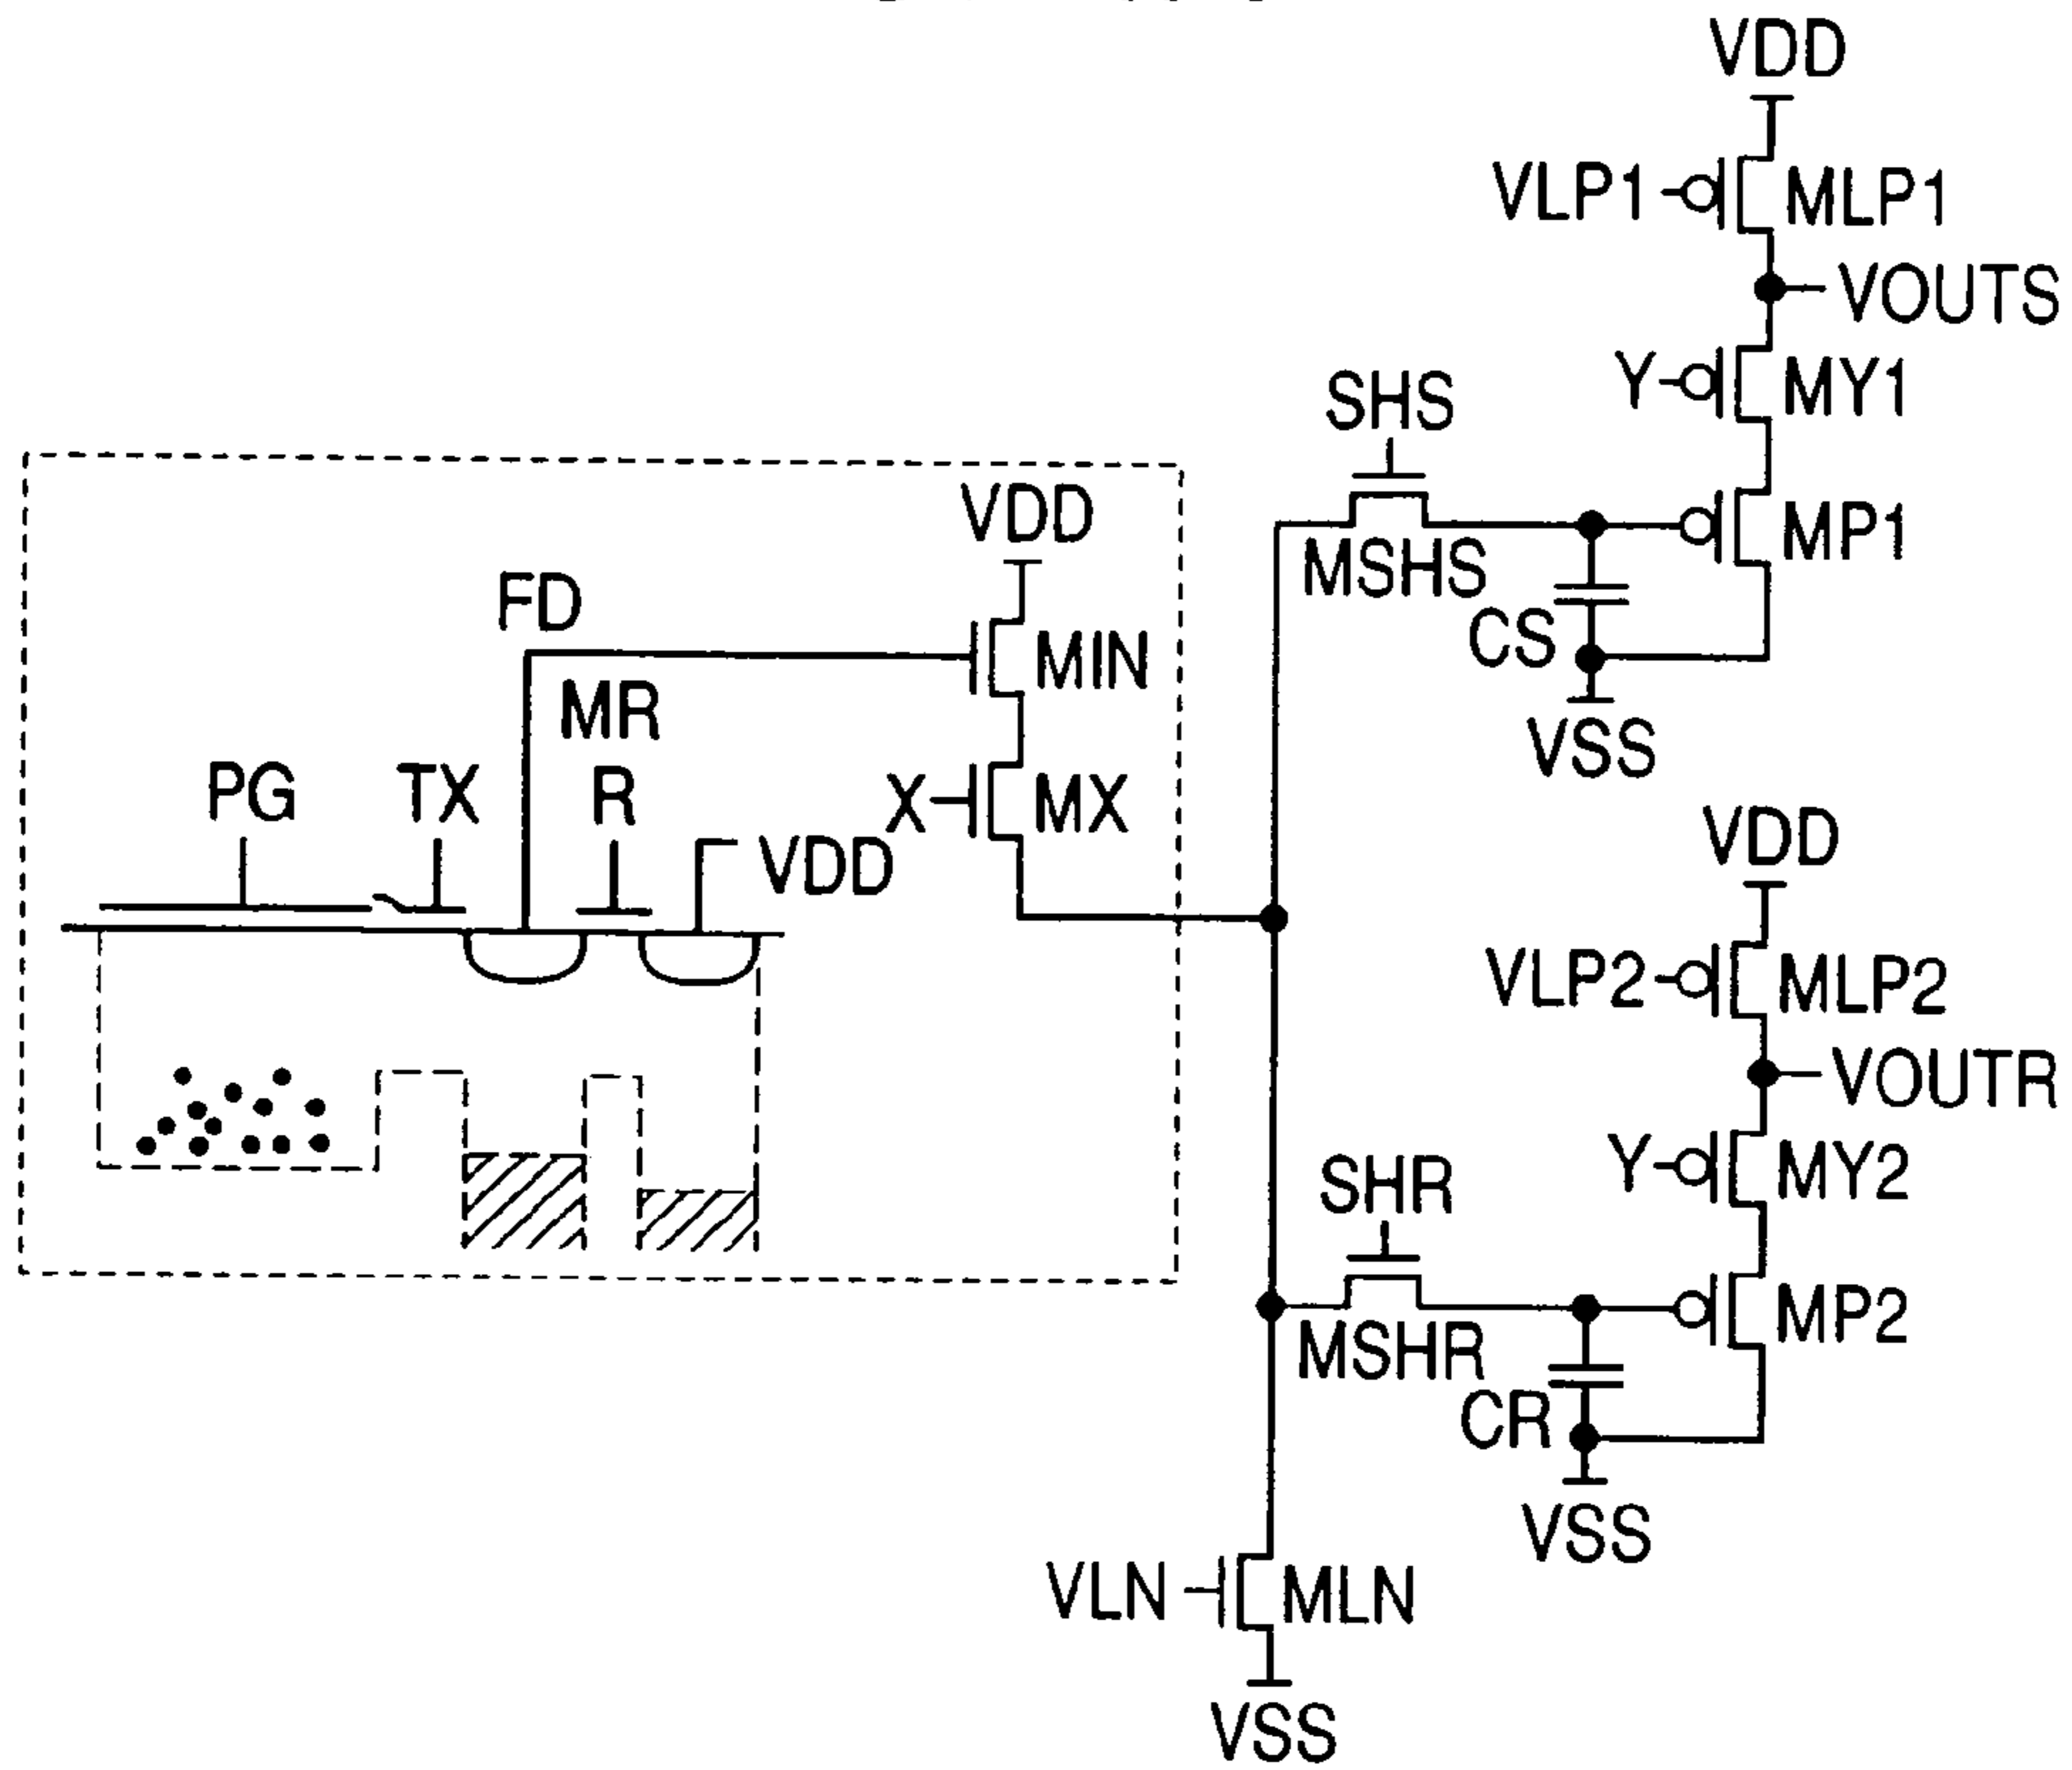 VDD
VLP1
MLP1
VOUTS
Y
MY1
SHS
MP1
MSHS
CS
VSS
VDD
FD
MIN
MR
PG
TX
R
X
MX
VDD
VDD
VLP2
MLP2
VOUTR
Y
MY2
SHR
MP2
MSHR
CR
VSS
VLN
MLN
VSS